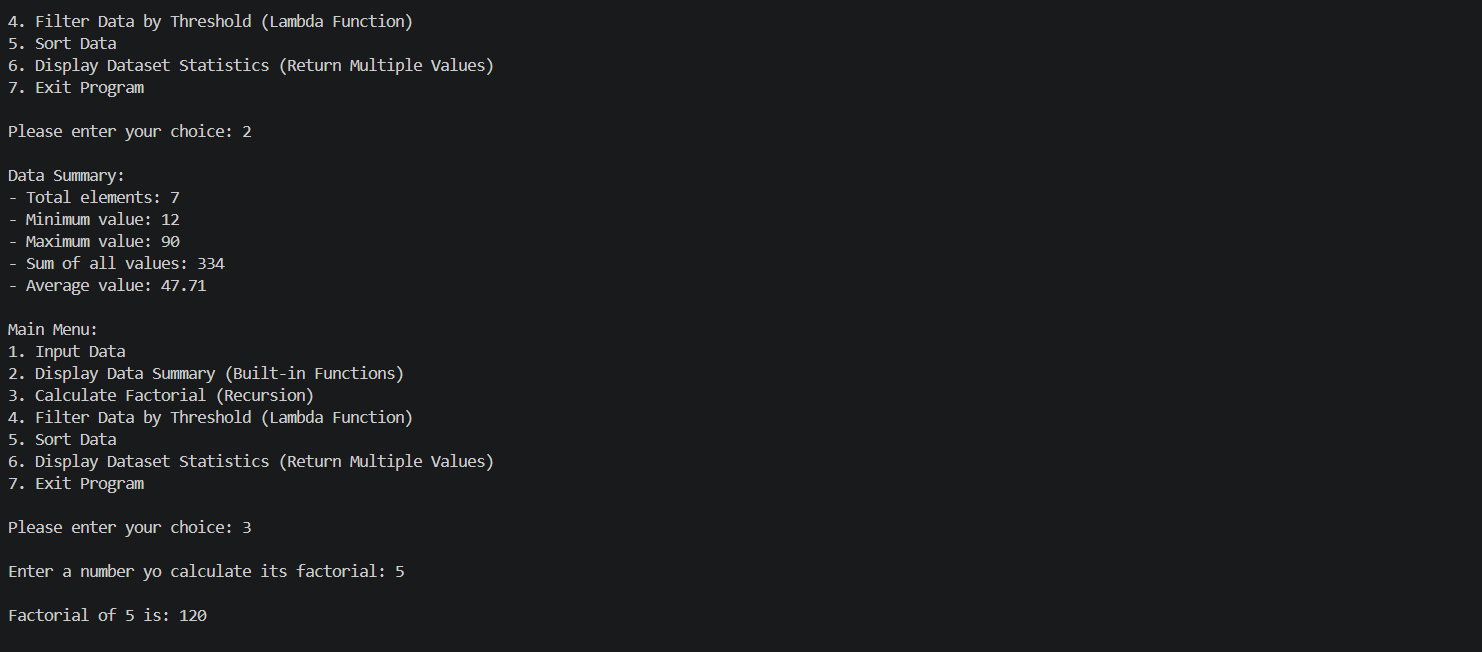 4. Filter Data by Threshold (Lambda Function)
5. Sort Data
6. Display Dataset Statistics (Return Multiple Values)
7. Exit Program
Please enter your choice: 2
Data Summary:
- Total elements: 7
- Minimum value: 12
- Maximum value: 90
- Sum of all values: 334
- Average value: 47.71
Main Menu:
1. Input Data
2. Display Data Summary (Built-in Functions)
3. Calculate Factorial (Recursion)
4. Filter Data by Threshold (Lambda Function)
5. Sort Data
6. Display Dataset Statistics (Return Multiple Values)
7. Exit Program
Please enter your choice: 3
Enter a number yo calculate its factorial: 5
Factorial of 5 is: 120